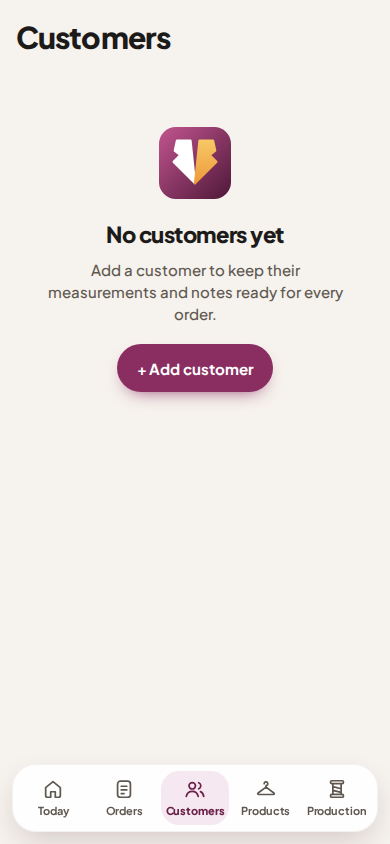 Customers
No customers yet
Add a customer to keep their
measurements and notes ready for every
order.
+ Add customer
Today
Orders
Customers
Products
Production